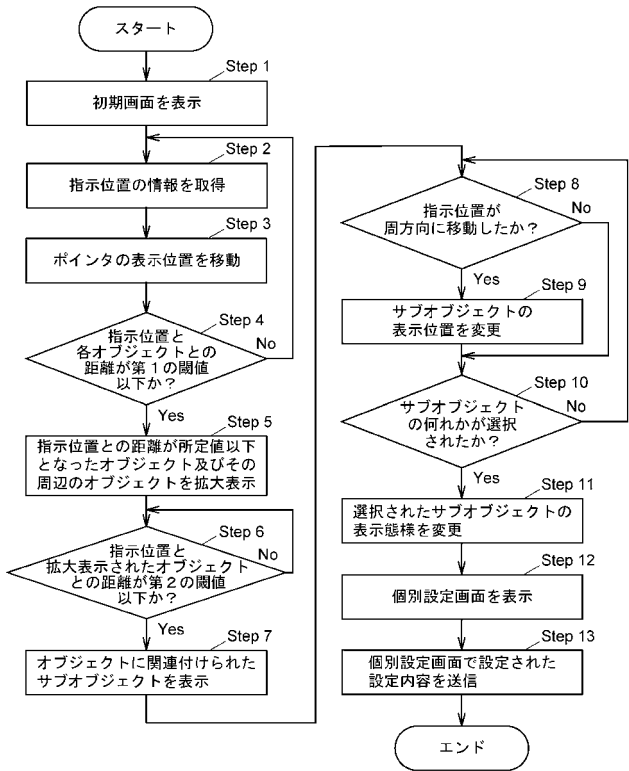 スタート
Step 1
初期画面を表示
Step 2
指示位置の情報を取得
Step 3
ポインタの表示位置を移動
Step 4
指示位置と
各オブジェクトとの
距離が第1の閾値
以下か？
No
Yes
Step 5
指示位置との距離が所定値以下
となったオブジェクト及びその
周辺のオブジェクトを拡大表示
Step 6
指示位置と
拡大表示されたオブジェクト
との距離が第2の閾値
以下か？
No
Yes
Step 7
オブジェクトに関連付けられた
サブオブジェクトを表示
Step 8
指示位置が
周方向に移動したか？
No
Yes
Step 9
サブオブジェクトの
表示位置を変更
Step 10
サブオブジェクト
の何れかが選択
されたか？
No
Yes
Step 11
選択されたサブオブジェクトの
表示態様を変更
Step 12
個別設定画面を表示
Step 13
個別設定画面で設定された
設定内容を送信
エンド